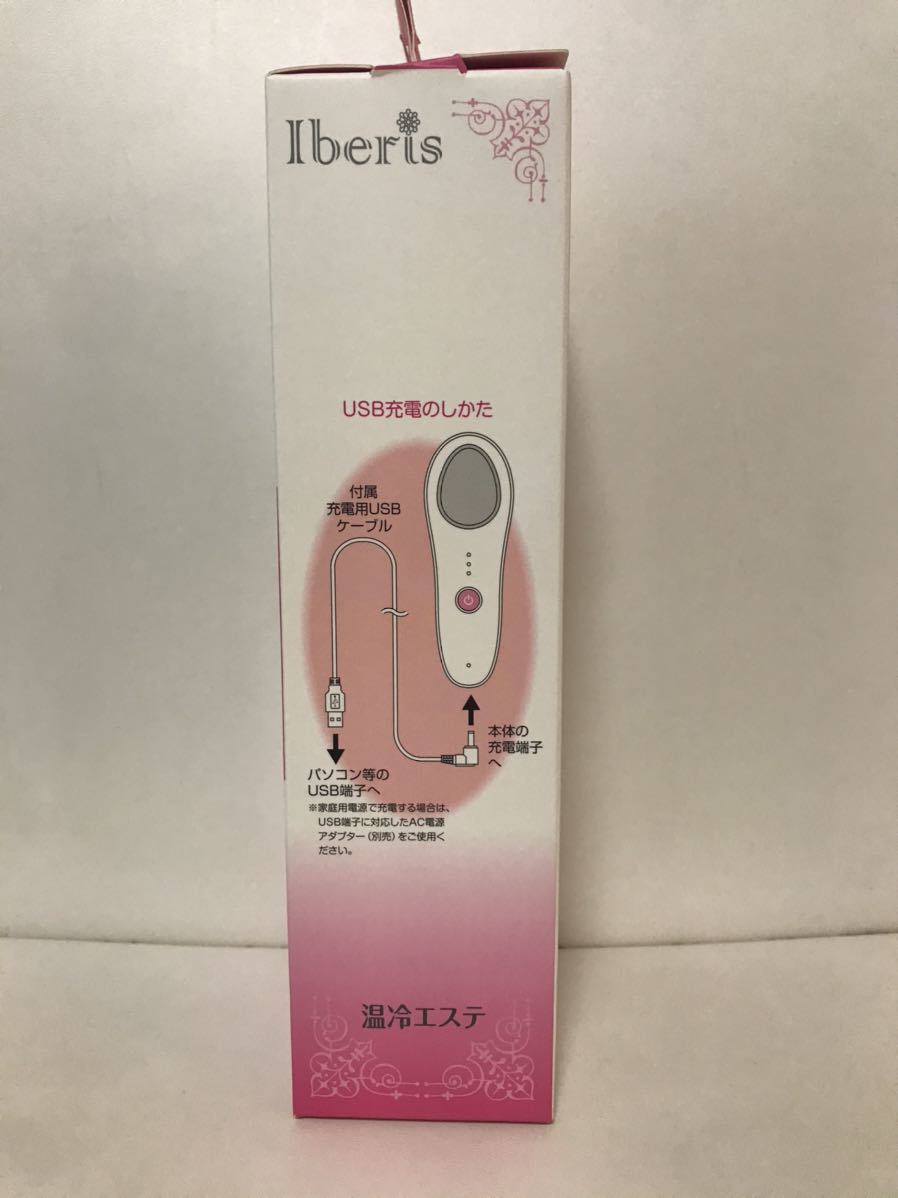 Iberis
USB充電のしかた
付属
充電用USB
ケーブル
本体の
充電端子
へ
パソコン等の
USB端子へ
※家庭用電源で充電する場合は、
USB端子に対応したAC電源
アダプター（別売）をご使用く
ださい。
温冷エステ